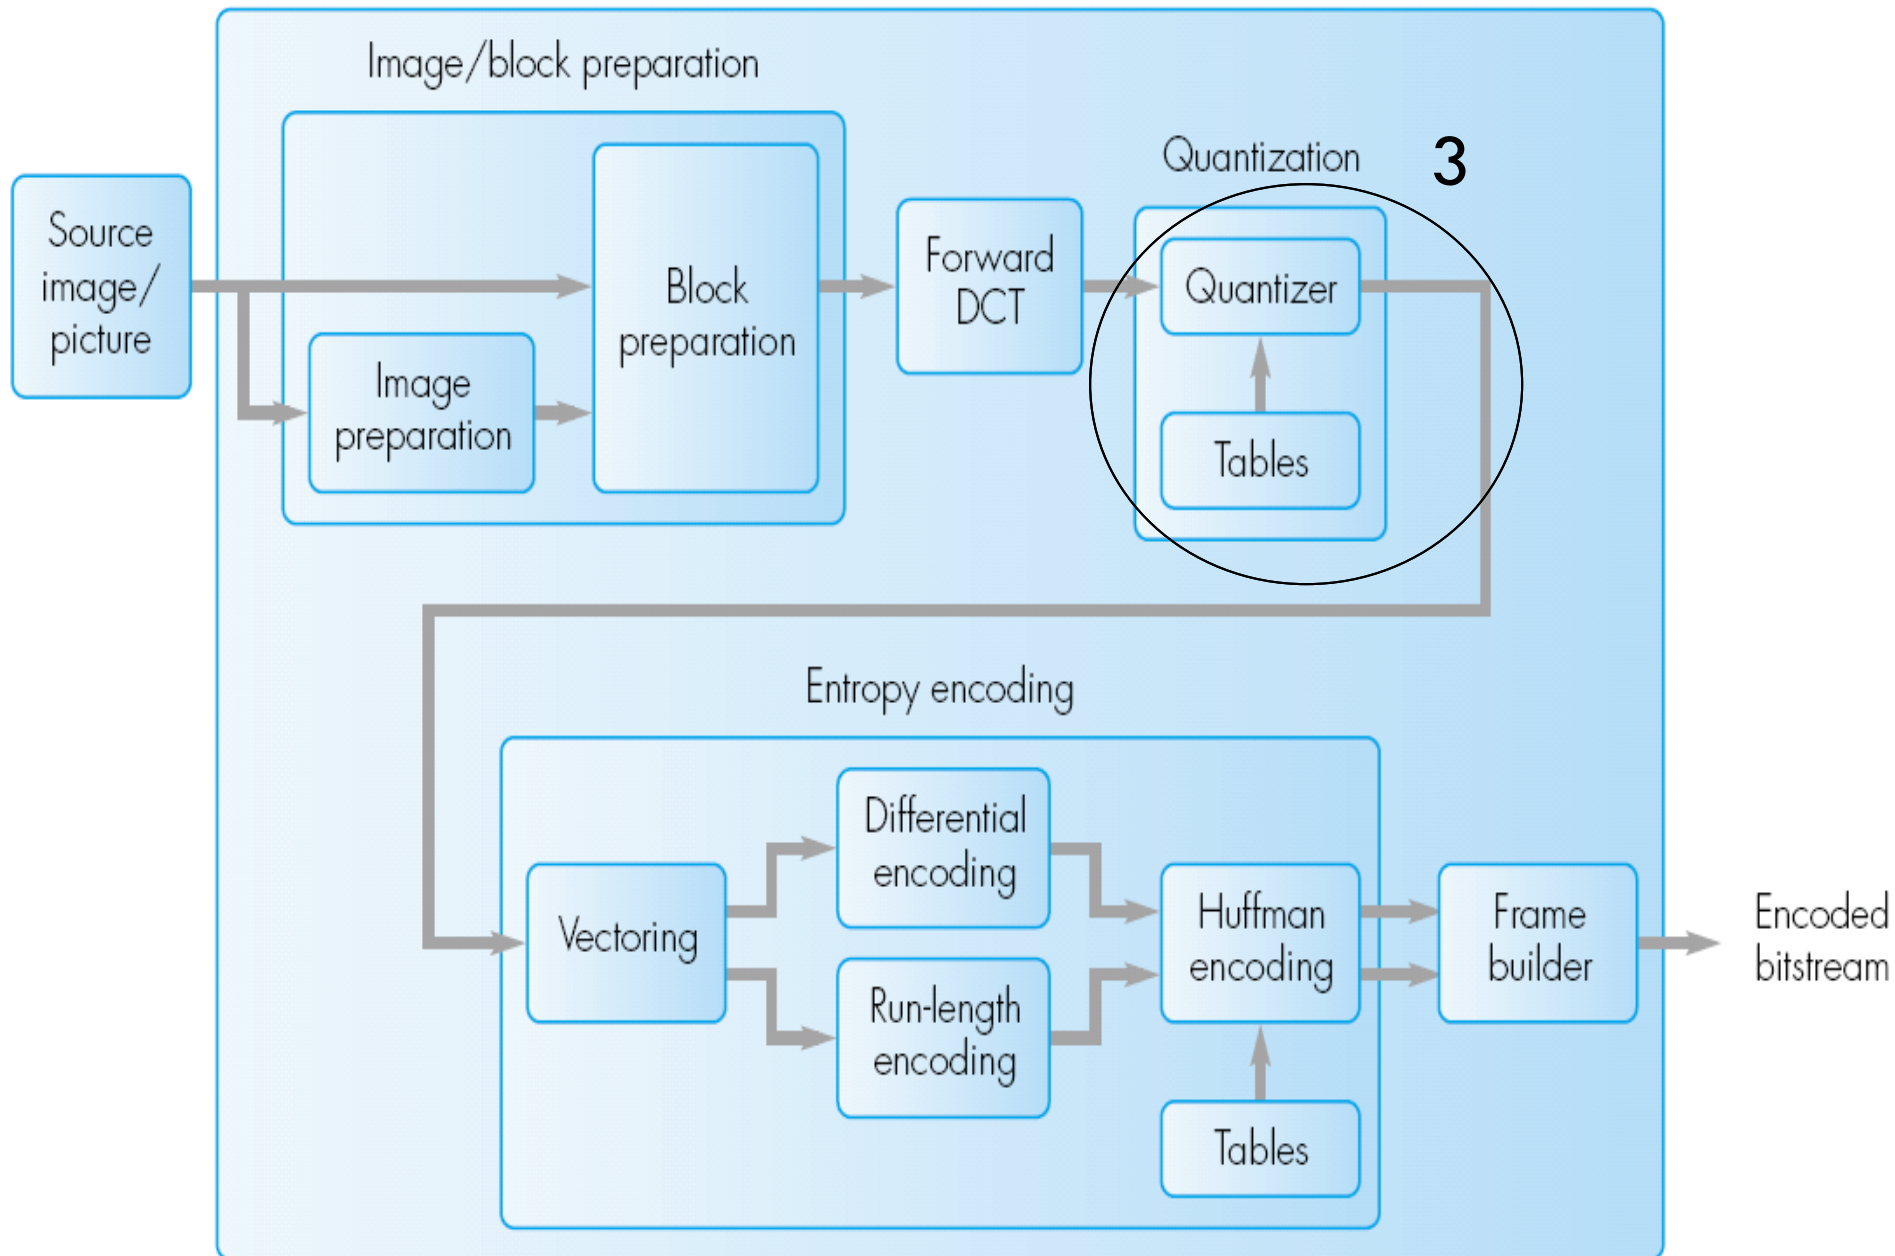 Image/block preparation
Quantization
3
Source
image/
picture
Block
preparation
Image
preparation
Forward
DCT
Quantizer
Tables
Entropy encoding
Vectoring
Differential
encoding
Run-length
encoding
Huffman
encoding
Tables
Frame
builder
Encoded
bitstream